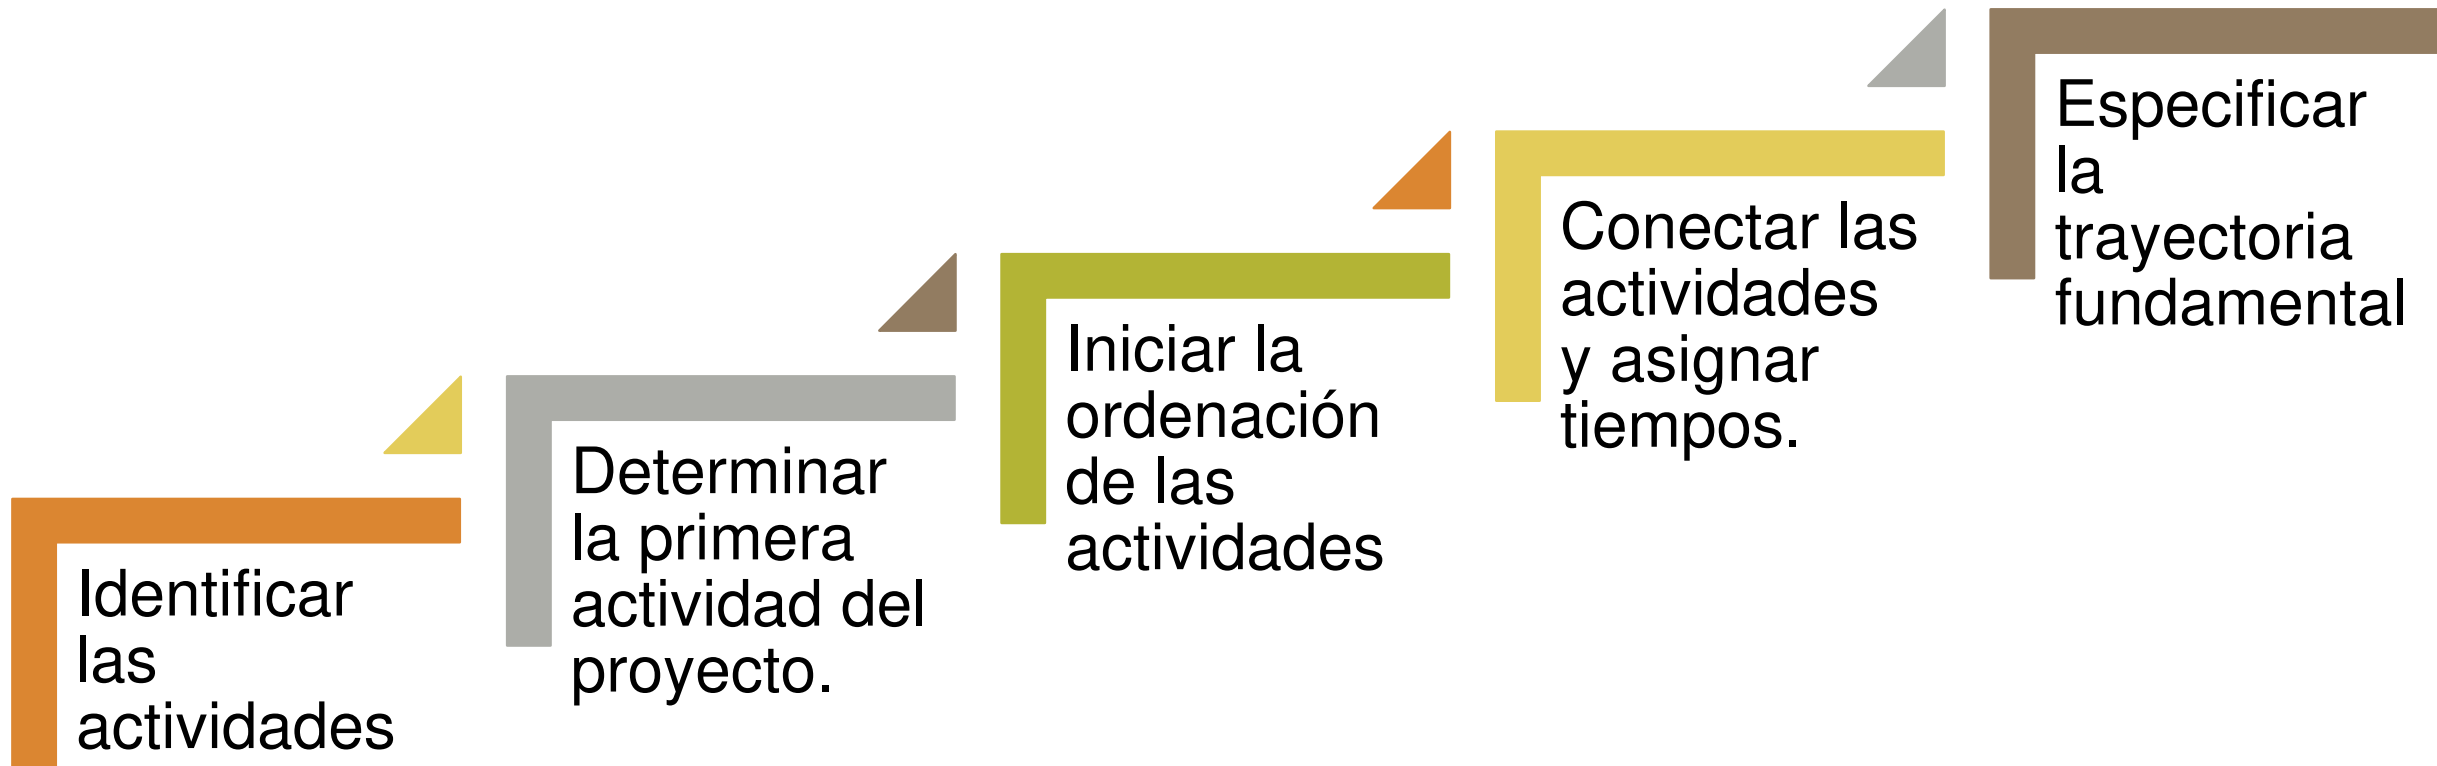 Identificar
las
actividades
Determinar
la primera
actividad del
proyecto.
Iniciar la
ordenación
de las
actividades
Conectar las
actividades
y asignar
tiempos.
Especificar
la
trayectoria
fundamental